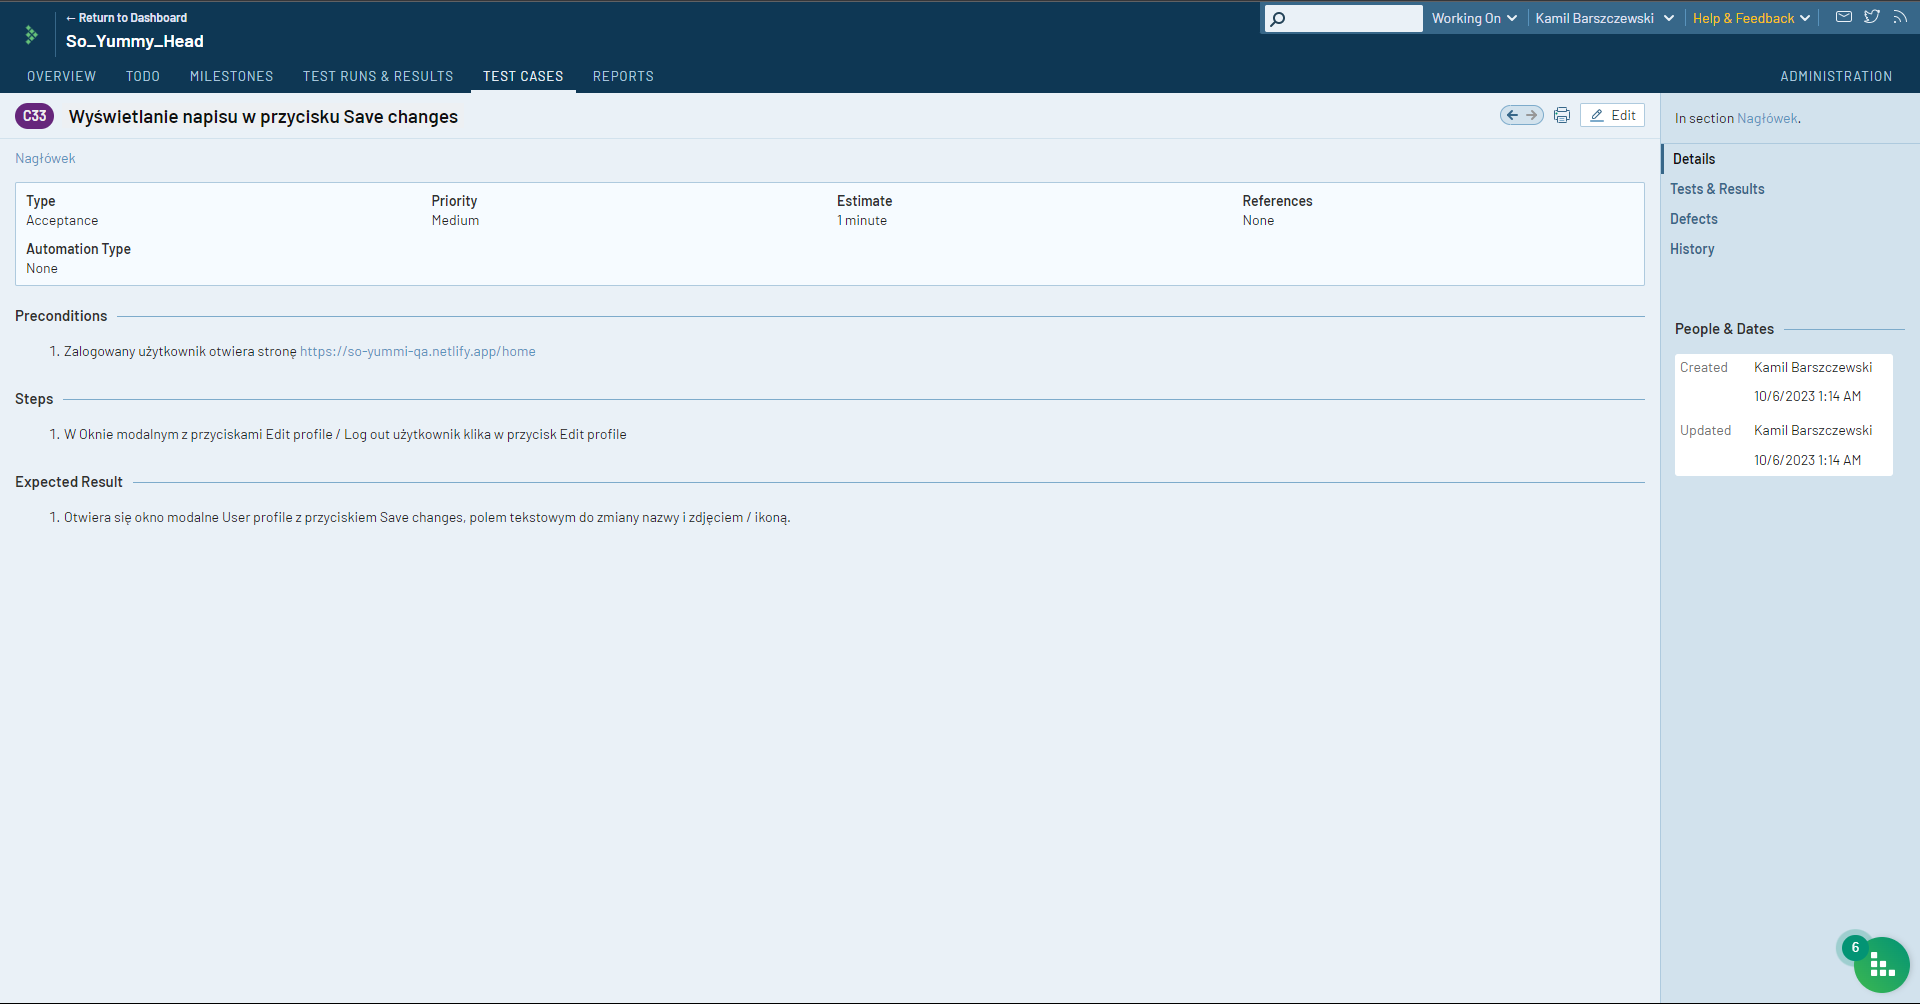 ← Return to Dashboard
So_Yummy_Head
Working On
Kamil Barszczewski
Help & Feedback
OVERVIEW
TODO
MILESTONES
TEST RUNS & RESULTS
TEST CASES
REPORTS
ADMINISTRATION
C33
Wyświetlanie napisu w przycisku Save changes
Edit
Nagłówek
Type
Acceptance
Priority
Medium
Estimate
1 minute
References
None
Automation Type
None
Preconditions
1. Zalogowany użytkownik otwiera stronę https://so-yummi-qa.netlify.app/home
Steps
1. W Oknie modalnym z przyciskami Edit profile / Log out użytkownik klika w przycisk Edit profile
Expected Result
1. Otwiera się okno modalne User profile z przyciskiem Save changes, polem tekstowym do zmiany nazwy i zdjęciem / ikoną.
In section Nagłówek.
Details
Tests & Results
Defects
History
People & Dates
Created
Kamil Barszczewski
10/6/2023 1:14 AM
Updated
Kamil Barszczewski
10/6/2023 1:14 AM
6